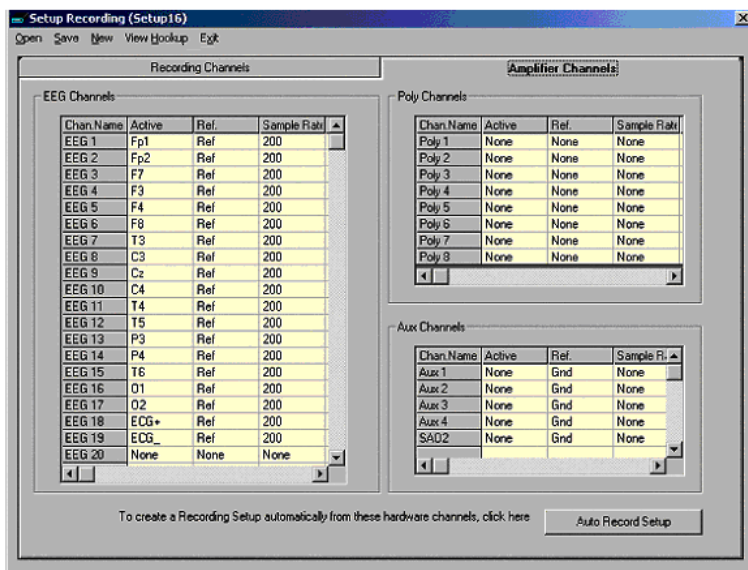 Setup Recording (Setup16)
Open Save New View Hookup Exit
Recording Channels
Amplifier Channels
EEG Channels
Chan.Name Active Ref. Sample Rate
EEG 1 Fp1 Ref 200
EEG 2 Fp2 Ref 200
EEG 3 F7 Ref 200
EEG 4 F3 Ref 200
EEG 5 F4 Ref 200
EEG 6 F8 Ref 200
EEG 7 T3 Ref 200
EEG 8 C3 Ref 200
EEG 9 Cz Ref 200
EEG 10 C4 Ref 200
EEG 11 T4 Ref 200
EEG 12 T5 Ref 200
EEG 13 P3 Ref 200
EEG 14 P4 Ref 200
EEG 15 T6 Ref 200
EEG 16 O1 Ref 200
EEG 17 O2 Ref 200
EEG 18 ECG+ Ref 200
EEG 19 ECG_ Ref 200
EEG 20 None None None
Poly Channels
Chan.Name Active Ref. Sample Rate
Poly 1 None None None
Poly 2 None None None
Poly 3 None None None
Poly 4 None None None
Poly 5 None None None
Poly 6 None None None
Poly 7 None None None
Poly 8 None None None
Aux Channels
Chan.Name Active Ref. Sample R
Aux 1 None Gnd None
Aux 2 None Gnd None
Aux 3 None Gnd None
Aux 4 None Gnd None
SAO2 None Gnd None
To create a Recording Setup automatically from these hardware channels, click here
Auto Record Setup